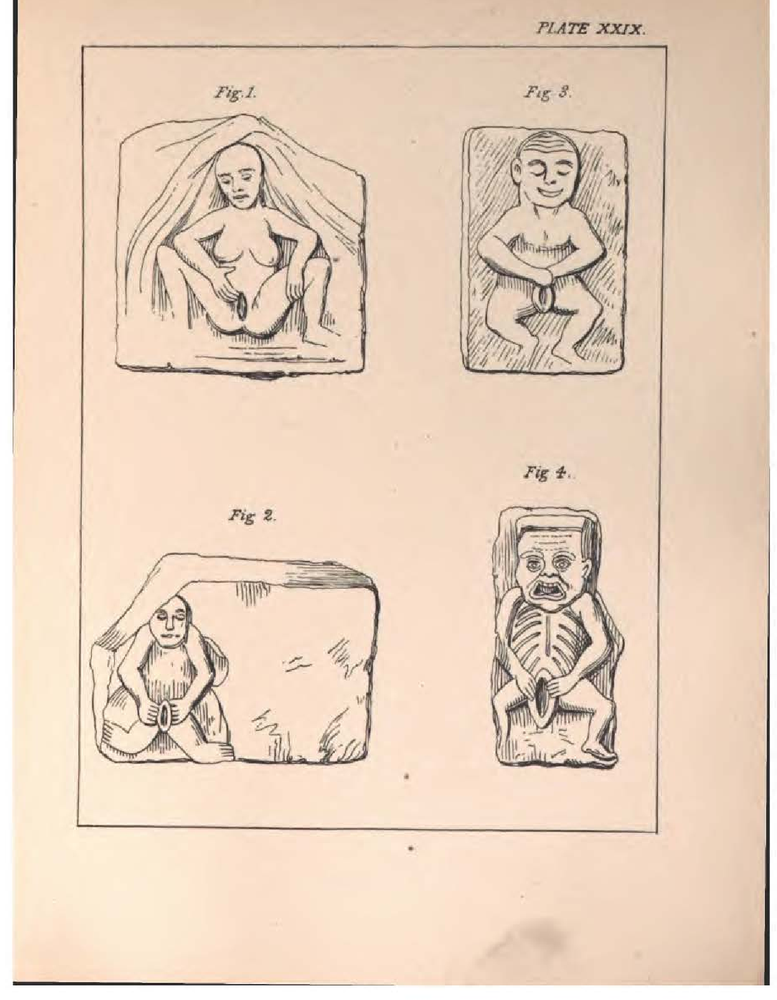 PLATE XXIX.
Fig. 1.
Fig 3.
Fig 4.
Fig 2.